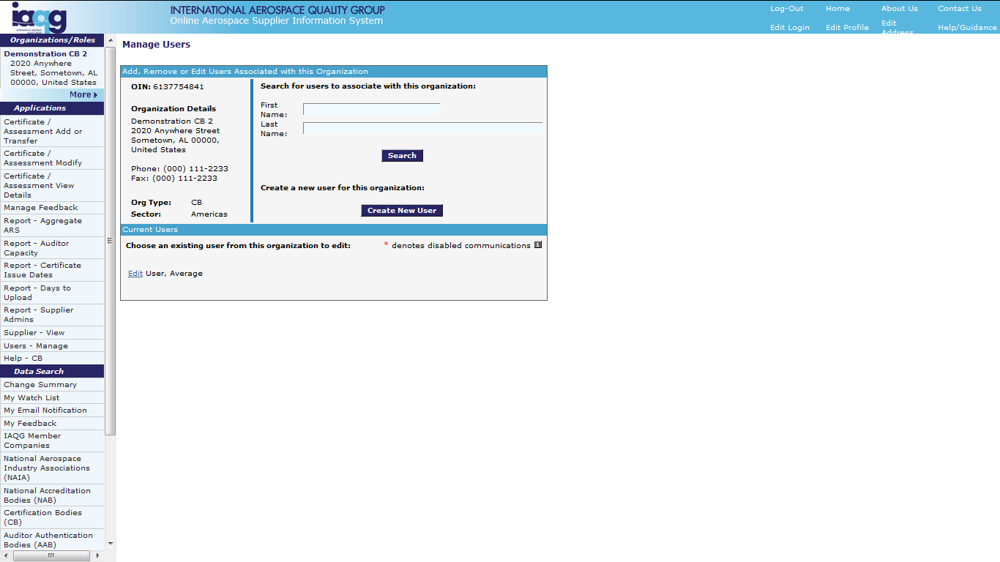 iaqg
INTERNATIONAL AEROSPACE QUALITY GROUP
Online Aerospace Supplier Information System
Log-Out
Home
About Us
Contact Us
Edit Login
Edit Profile
Edit
Address
Help/Guidance
Organizations/Roles
Demonstration CB 2
2020 Anywhere
Street, Sometown, AL
00000, United States
More
Applications
Certificate /
Assessment Add or
Transfer
Certificate /
Assessment Modify
Certificate /
Assessment View
Details
Manage Feedback
Report - Aggregate
ARS
Report - Auditor
Capacity
Report - Certificate
Issue Dates
Report - Days to
Upload
Report - Supplier
Admins
Supplier - View
Users - Manage
Help - CB
Data Search
Change Summary
My Watch List
My Email Notification
My Feedback
IAQG Member
Companies
National Aerospace
Industry Associations
(NAIA)
National Accreditation
Bodies (NAB)
Certification Bodies
(CB)
Auditor Authentication
Bodies (AAB)
Manage Users
Add, Remove or Edit Users Associated with this Organization
OIN: 6137754841
Organization Details
Demonstration CB 2
2020 Anywhere Street
Sometown, AL 00000,
United States
Phone: (000) 111-2233
Fax: (000) 111-2233
Org Type: CB
Sector: Americas
Search for users to associate with this organization:
First
Name:
Last
Name:
Search
Create a new user for this organization:
Create New User
Current Users
Choose an existing user from this organization to edit:
* denotes disabled communications
Edit User, Average